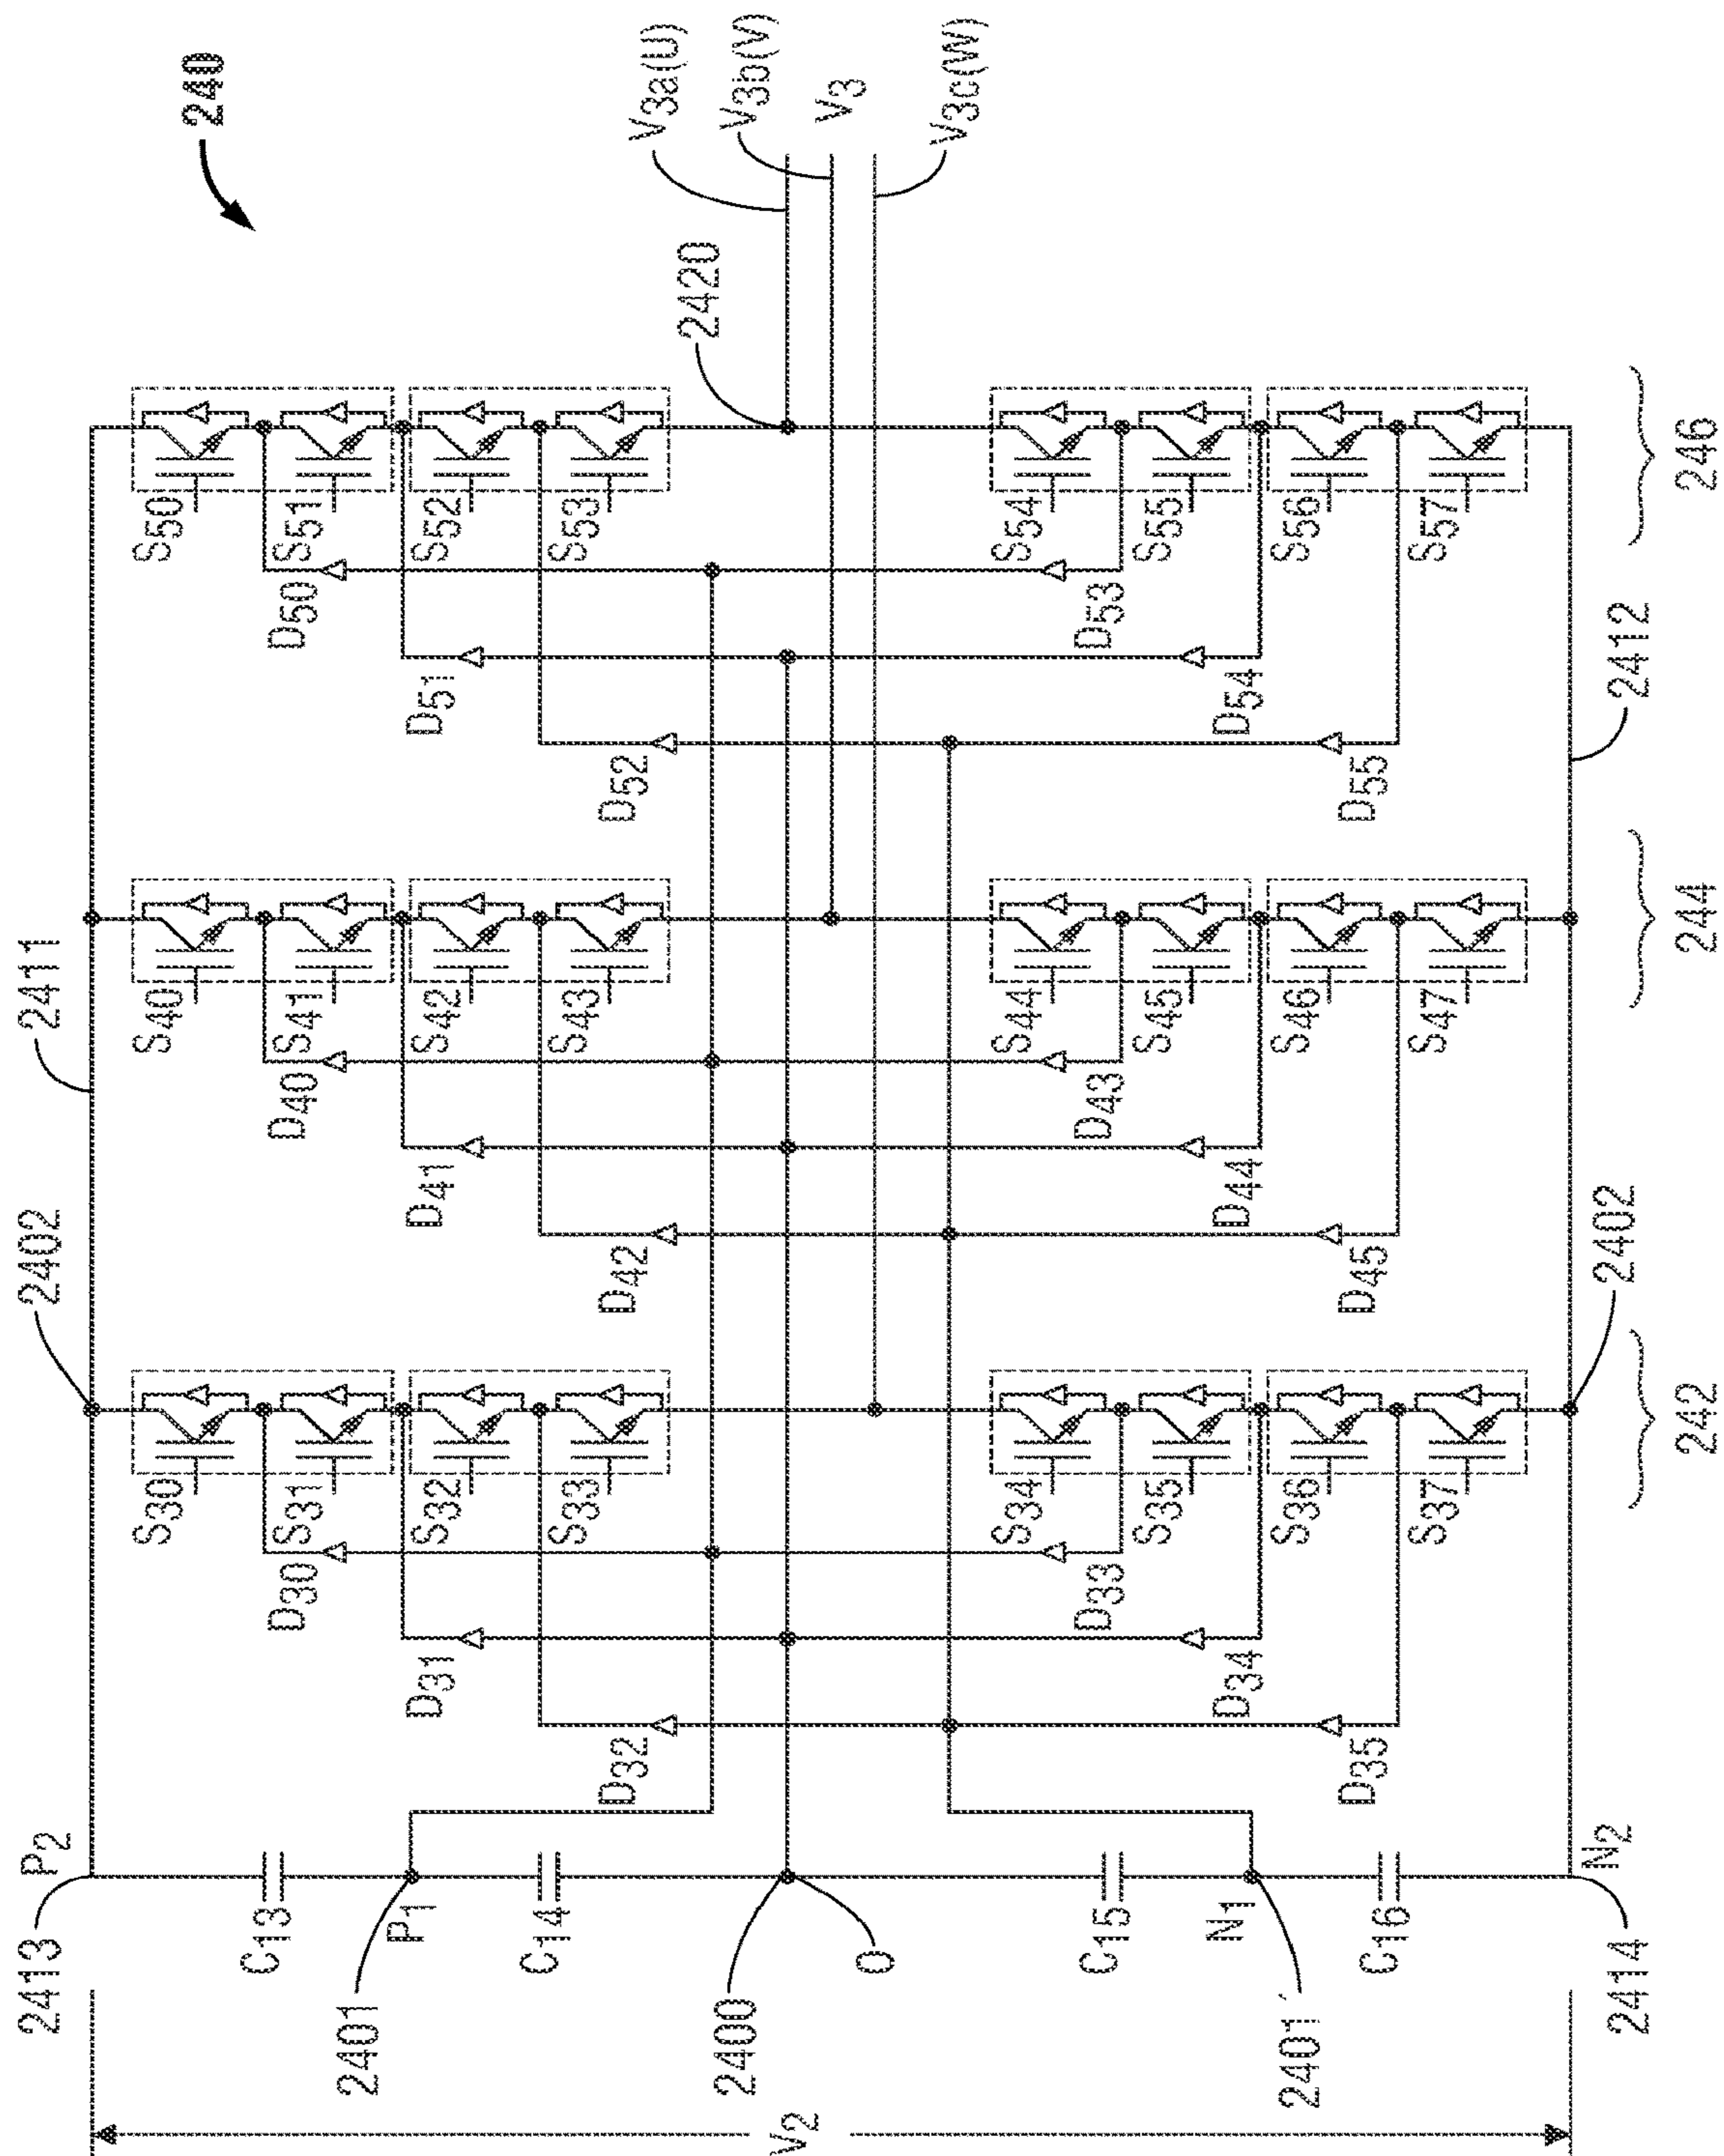 240
V3a(U)
V3b(V)
V3
V3c(W)
2420
2411
2402
2413
P2
S50
S51
S52
S53
D50
D51
D52
S54
S55
S56
S57
D53
D54
D55
246
2412
S40
S41
S42
S43
D40
D41
D42
S44
S45
S46
S47
D43
D44
D45
244
2402
S30
S31
S32
S33
D30
D31
D32
S34
S35
S36
S37
D33
D34
D35
242
C13
P1
C14
O
C15
N1
C16
N2
2401
2400
2401'
2414
V2